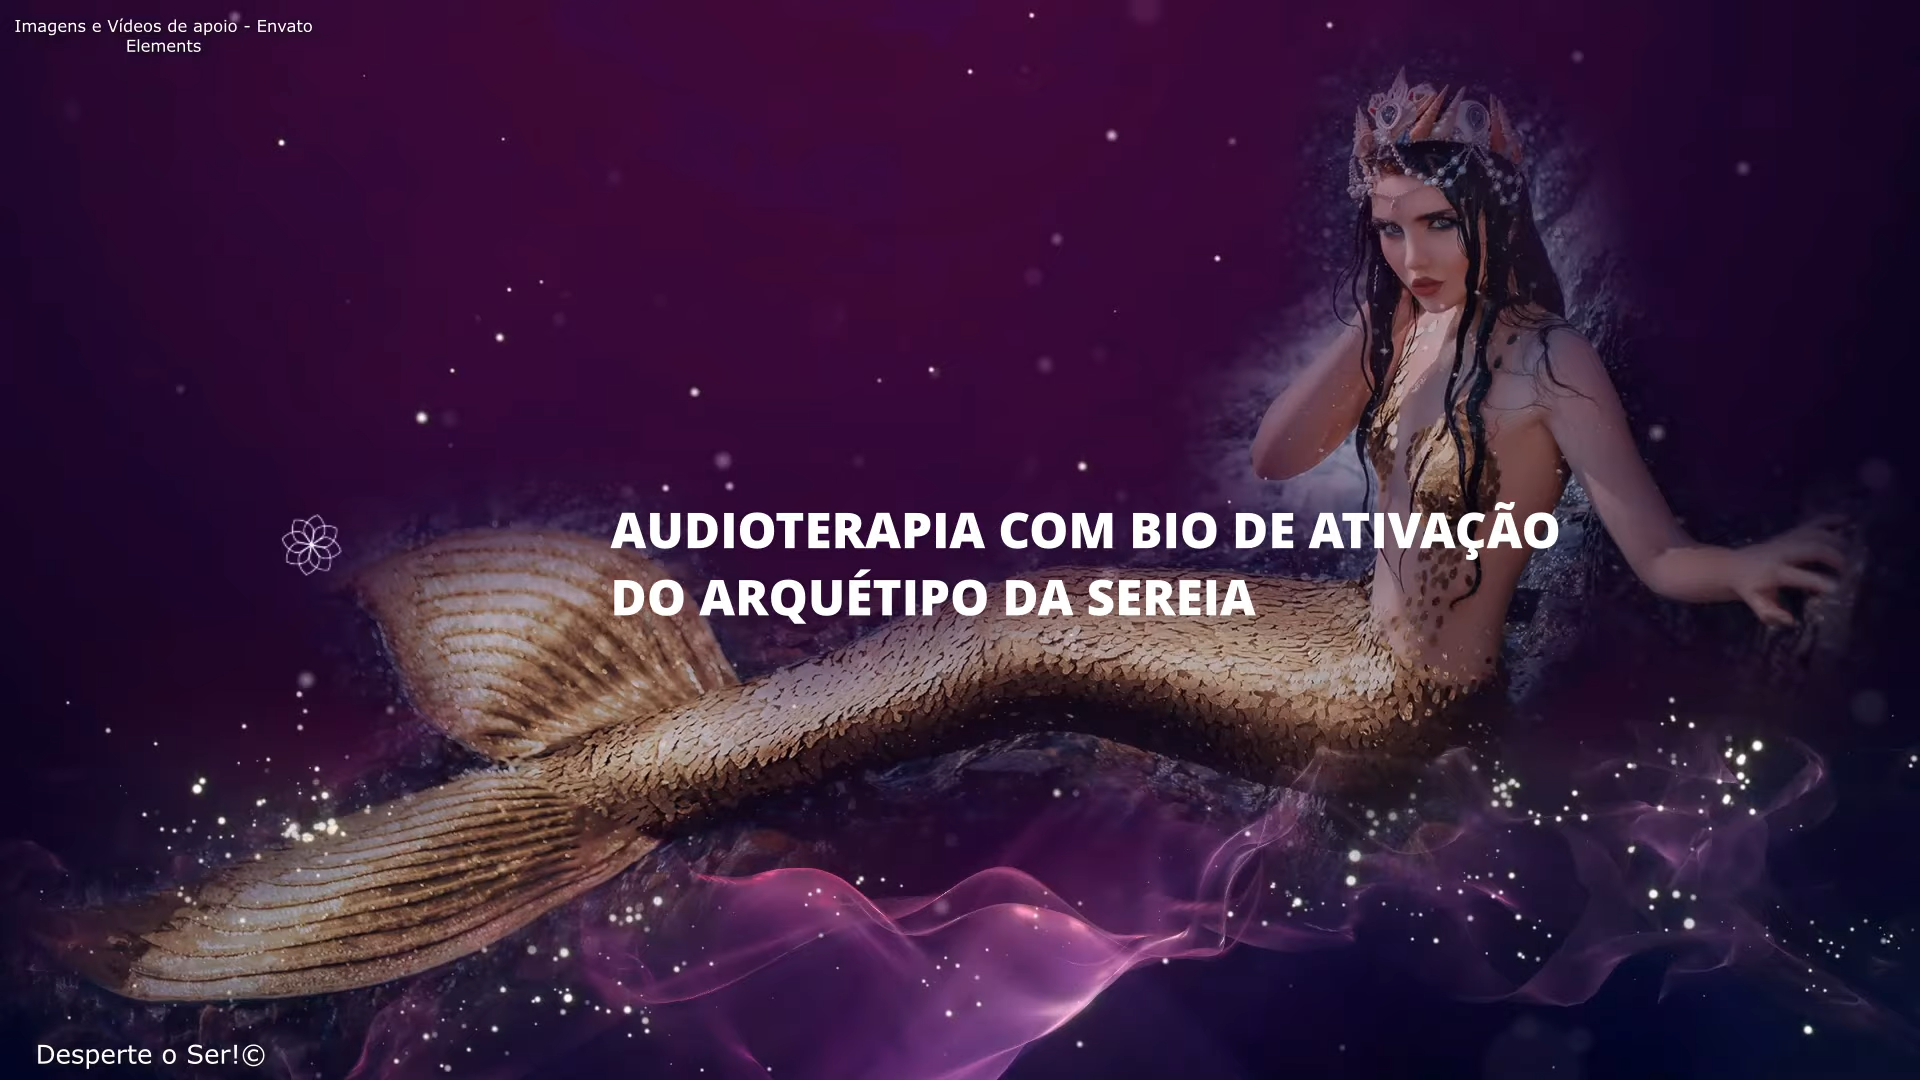 Imagens e Vídeos de apoio - Envato
Elements
AUDIOTERAPIA COM BIO DE ATIVAÇÃO
DO ARQUÉTIPO DA SEREIA
Desperte o Ser!©